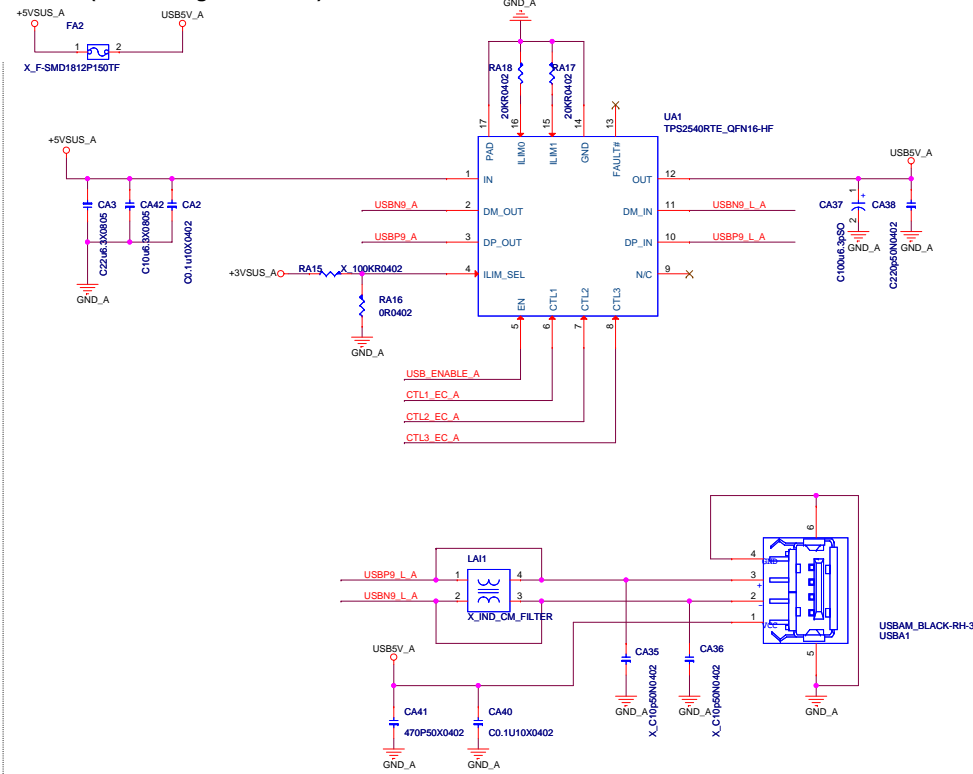 +5VSUS_A
USB5V_A
FA2
1
2
X_F-SMD1812P150TF
GND_A
RA18
20KR0402
RA17
20KR0402
17
16
15
14
13
UA1
TPS2540RTE_QFN16-HF
PAD
ILIM0
ILIM1
GND
FAULT#
+5VSUS_A
USB5V_A
1
IN
OUT
12
CA3
C22u6.3X0805
CA42
C10u6.3X0805
CA2
C0.1u10X0402
GND_A
USBN9_A
2
DM_OUT
DM_IN
11
USBN9_L_A
1
+
2
CA37
C100u6.3pSO
CA38
C220p50N0402
GND_A
GND_A
USBP9_A
3
DP_OUT
DP_IN
10
USBP9_L_A
+3VSUS_A
RA15
X_100KR0402
4
ILIM_SEL
N/C
9
RA16
0R0402
GND_A
EN
CTL1
CTL2
CTL3
5
6
7
8
USB_ENABLE_A
CTL1_EC_A
CTL2_EC_A
CTL3_EC_A
6
LAI1
4
GND
USBP9_L_A
1
4
3
+
USBN9_L_A
2
3
2
−
X_IND_CM_FILTER
1
VCC
USBAM_BLACK-RH-3
USBA1
USB5V_A
CA35
X_C10p50N0402
CA36
X_C10p50N0402
5
GND_A
GND_A
GND_A
CA41
470P50X0402
CA40
C0.1U10X0402
GND_A
GND_A